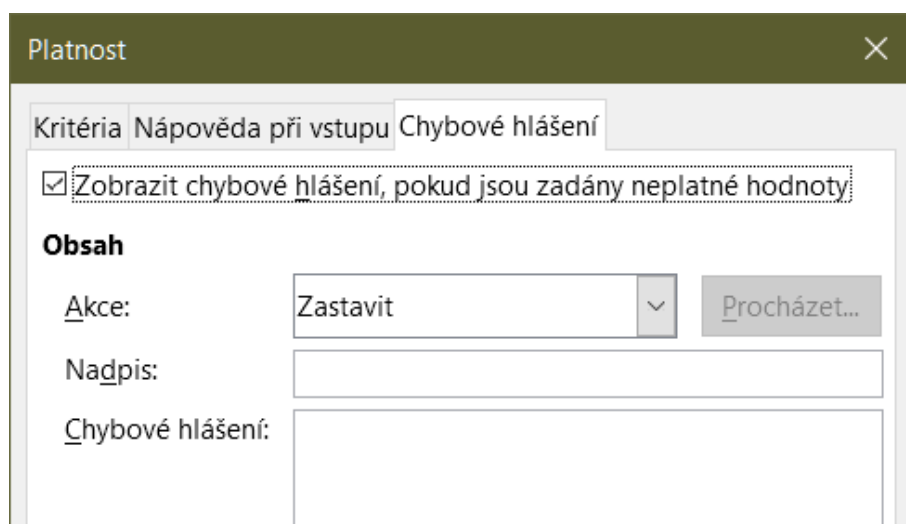 Platnost
Kritéria Nápověda při vstupu Chybové hlášení
Zobrazit chybové hlášení, pokud jsou zadány neplatné hodnoty
Obsah
Akce: Zastavit Procházet...
Nadpis:
Chybové hlášení: